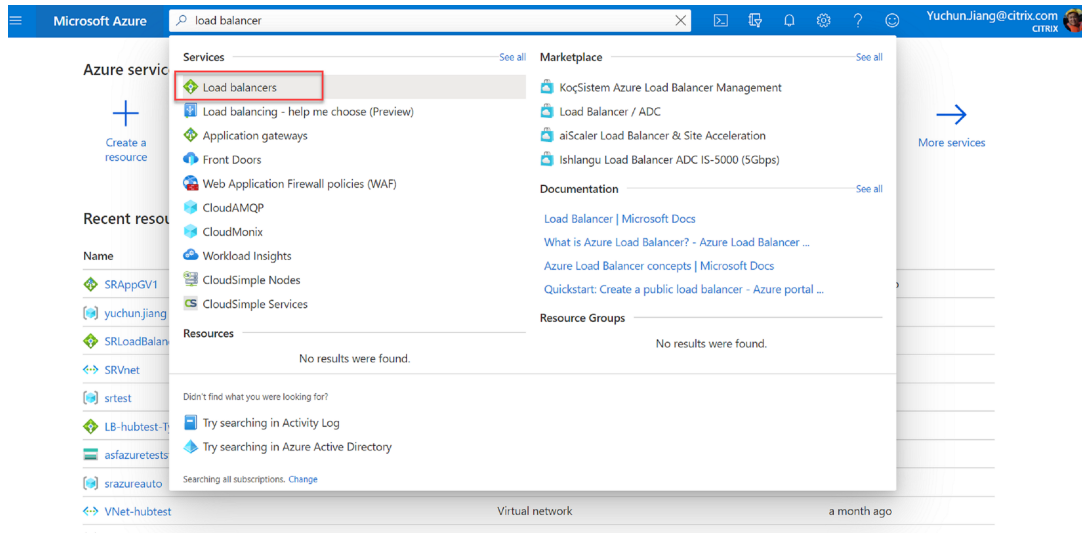 Microsoft Azure
load balancer
Yuchun.Jiang@citrix.com
CITRIX
Azure servic
Create a
resource
More services
Services
See all
Load balancers
Load balancing - help me choose (Preview)
Application gateways
Front Doors
Web Application Firewall policies (WAF)
CloudAMQP
CloudMonix
Workload Insights
CloudSimple Nodes
CS CloudSimple Services
Resources
No results were found.
Marketplace
See all
KoçSistem Azure Load Balancer Management
Load Balancer / ADC
aiScaler Load Balancer & Site Acceleration
Ishlangu Load Balancer ADC IS-5000 (5Gbps)
Documentation
See all
Load Balancer | Microsoft Docs
What is Azure Load Balancer? - Azure Load Balancer ...
Azure Load Balancer concepts | Microsoft Docs
Quickstart: Create a public load balancer - Azure portal ...
Resource Groups
No results were found.
Didn't find what you were looking for?
Try searching in Activity Log
Try searching in Azure Active Directory
Searching all subscriptions. Change
Recent resou
Name
SRAppGV1
yuchun.jiang
SRLoadBalan
SRVnet
srtest
LB-hubtest-T
asfazuretests
srazureauto
VNet-hubtest Virtual network a month ago